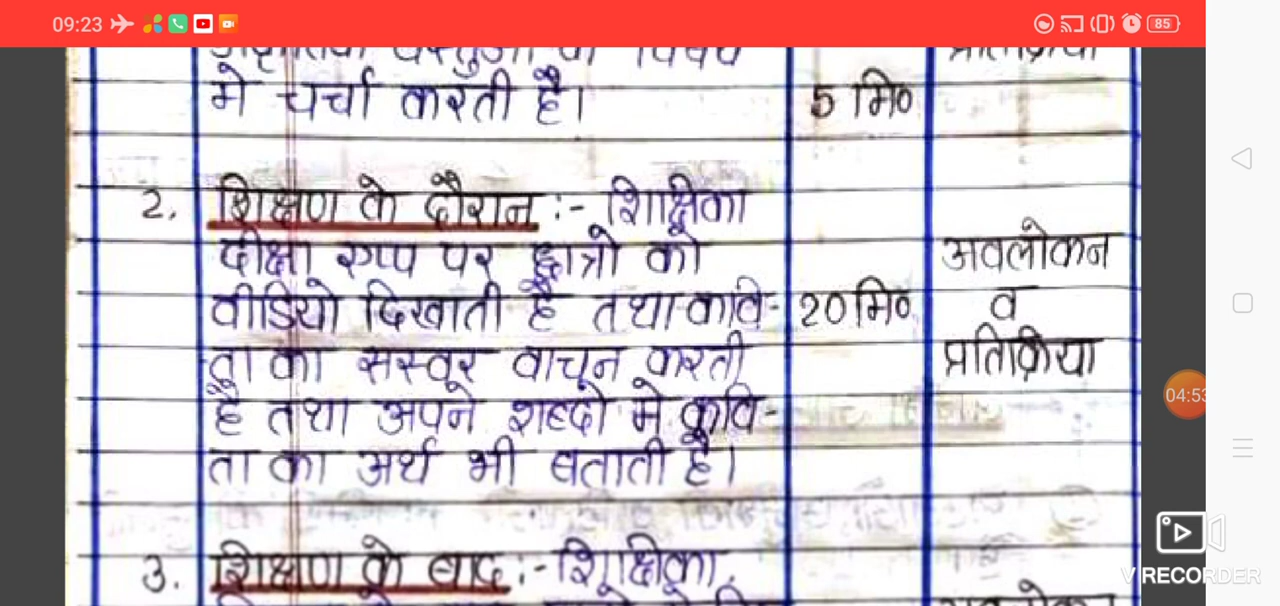 09:23
85
में चर्चा करती है।
5 मि०
2. शिक्षण के दौरान :- शिक्षिका
दीक्षा एप्प पर छात्रो को
वीडियो दिखाती है तथा कवि-
20 मि०
ता का सस्वर वाचन करती
है तथा अपने शब्दो मे कवि-
ता का अर्थ भी बताती है।
अवलोकन
व
प्रतिक्रिया
3. शिक्षण के बाद :- शिक्षिका
04:53
V RECORDER